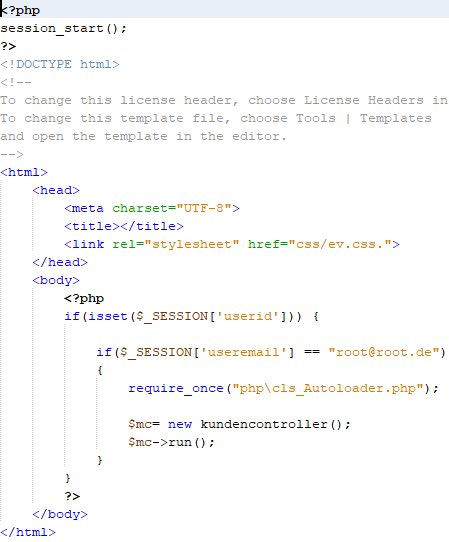 <?php
session_start();
?>
<!DOCTYPE html>
<!--
To change this license header, choose License Headers in
To change this template file, choose Tools | Templates
and open the template in the editor.
-->
<html>
<head>
<meta charset="UTF-8">
<title></title>
<link rel="stylesheet" href="css/ev.css.">
</head>
<body>
<?php
if(isset($_SESSION['userid'])) {
if($_SESSION['useremail'] == "root@root.de")
{
require_once("php\cls_Autoloader.php");
$mc= new kundencontroller();
$mc->run();
}
}
?>
</body>
</html>